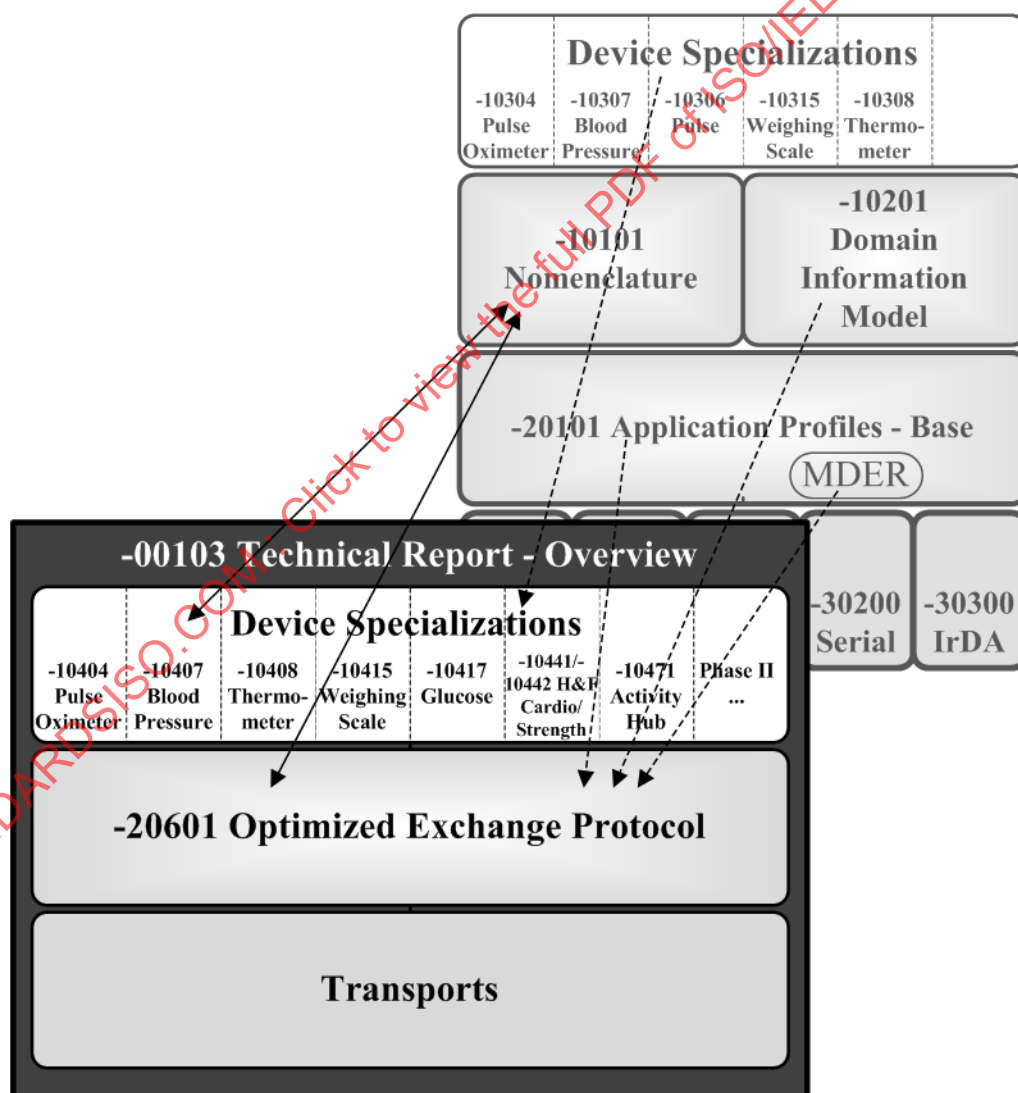 Device Specializations
-10304
Pulse
Oximeter
-10307
Blood
Pressure
-10306
Pulse
-10315
Weighing
Scale
-10308
Thermo-
meter
-10101
Nomenclature
-10201
Domain
Information
Model
-20101 Application Profiles - Base
MDER
-30200
Serial
-30300
IrDA
-00103 Technical Report - Overview
Device Specializations
-10404
Pulse
Oximeter
-10407
Blood
Pressure
-10408
Thermo-
meter
-10415
Weighing
Scale
-10417
Glucose
-10441/-
10442 H&F
Cardio/
Strength
-10471
Activity
Hub
Phase II
...
-20601 Optimized Exchange Protocol
Transports
DARDSISO.COM : Click to view the full PDF of ISO/IE